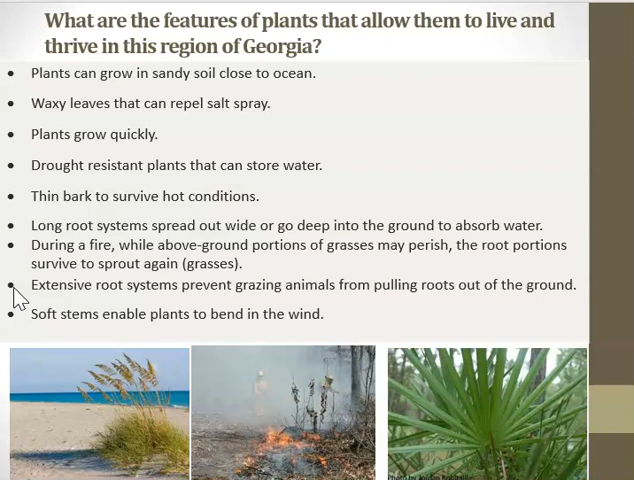 What are the features of plants that allow them to live and
thrive in this region of Georgia?
• Plants can grow in sandy soil close to ocean.
• Waxy leaves that can repel salt spray.
• Plants grow quickly.
• Drought resistant plants that can store water.
• Thin bark to survive hot conditions.
• Long root systems spread out wide or go deep into the ground to absorb water.
• During a fire, while above-ground portions of grasses may perish, the root portions
survive to sprout again (grasses).
• Extensive root systems prevent grazing animals from pulling roots out of the ground.
• Soft stems enable plants to bend in the wind.
Photo by